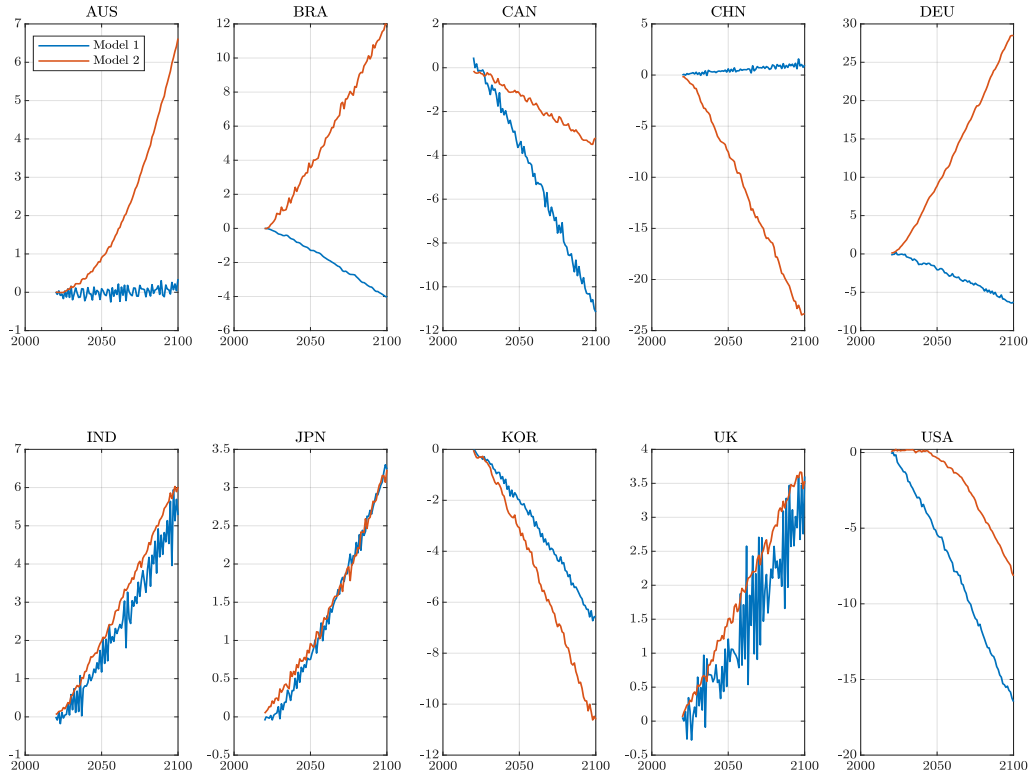 AUS BRA CAN CHN DEU
7 12 2 5 30
Model 1
Model 2
6 10 0 0 25
5 8 -2 -5 20
4 6 -4 -10 15
3 4 -6 -15 10
2 2 -8 -20 5
1 0 -10 -25 0
0 -2 -12 -5
-1 -4 -10
-6
2000 2050 2100 2000 2050 2100 2000 2050 2100 2000 2050 2100 2000 2050 2100
IND JPN KOR UK USA
7 3.5 0 4 0
6 3 -2 3.5 -5
5 2.5 -4 3 -10
4 2 -6 2.5 -15
3 1.5 -8 2 -20
2 1 -10 1.5
1 0.5 -12 1
0 0 0.5
-1 -0.5 0
-0.5
2000 2050 2100 2000 2050 2100 2000 2050 2100 2000 2050 2100 2000 2050 2100